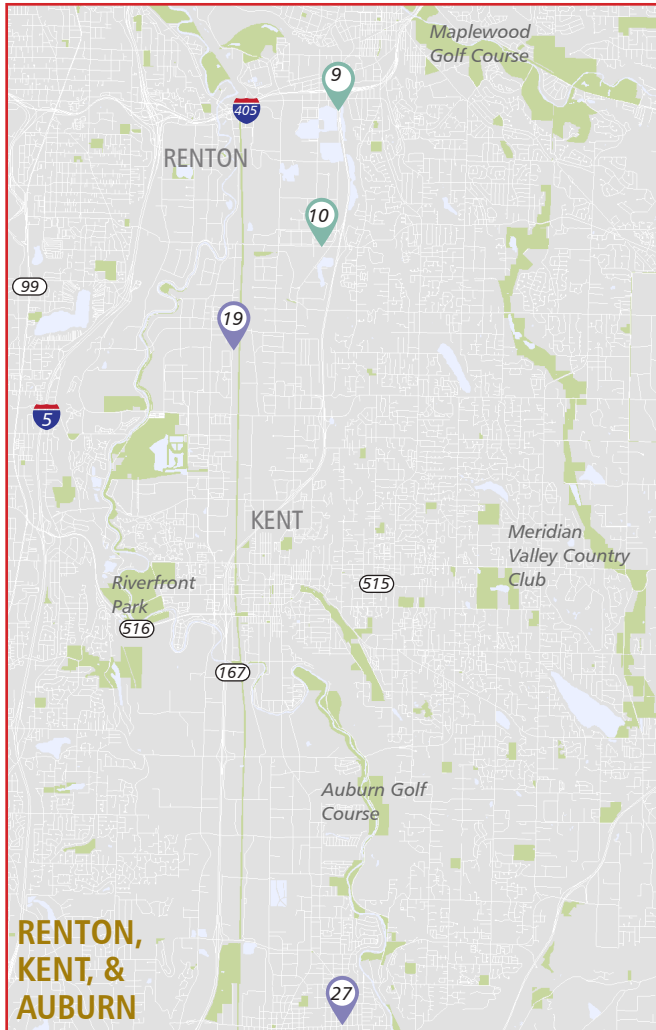 Maplewood
Golf Course
9
405
RENTON
10
99
19
5
KENT
Meridian
Valley Country
Club
Riverfront
Park
515
516
167
Auburn Golf
Course
RENTON,
KENT, &
AUBURN
27